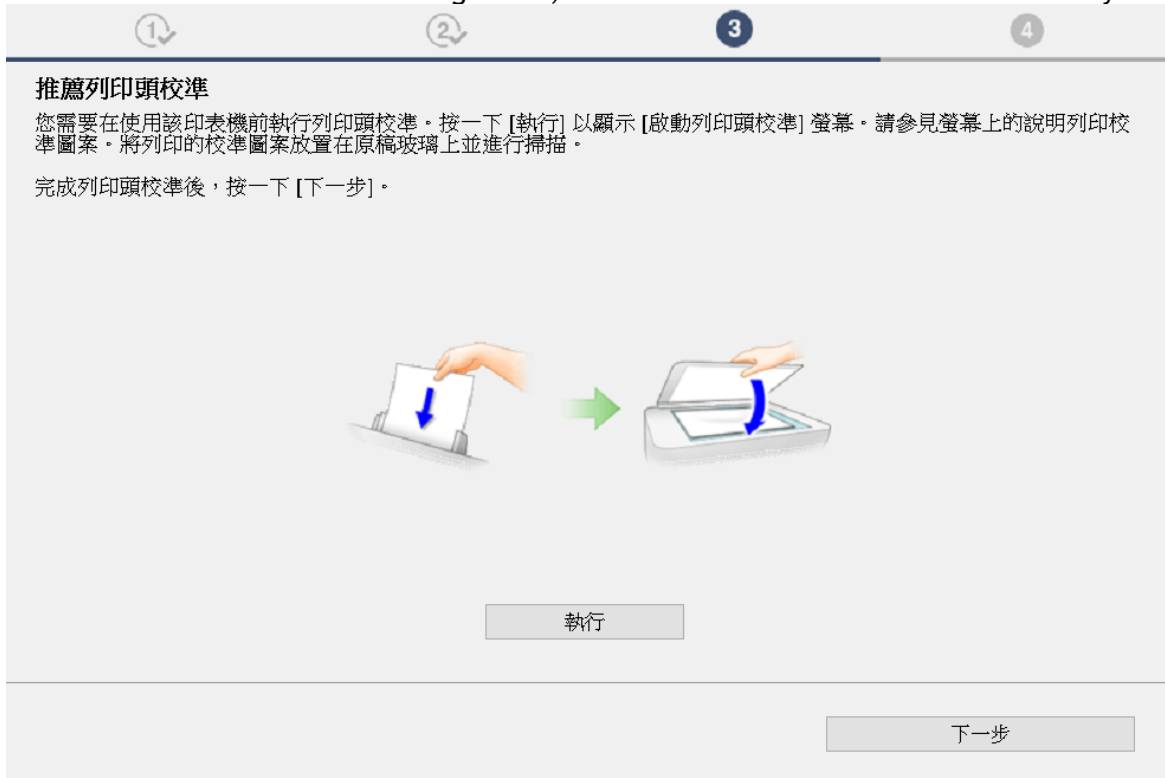 1 2 3 4
推薦列印頭校準
您需要在使用該印表機前執行列印頭校準。按一下 [執行] 以顯示 [啟動列印頭校準] 螢幕。請參見螢幕上的說明列印校
準圖案。將列印的校準圖案放置在原稿玻璃上並進行掃描。
完成列印頭校準後，按一下 [下一步]。
執行
下一步